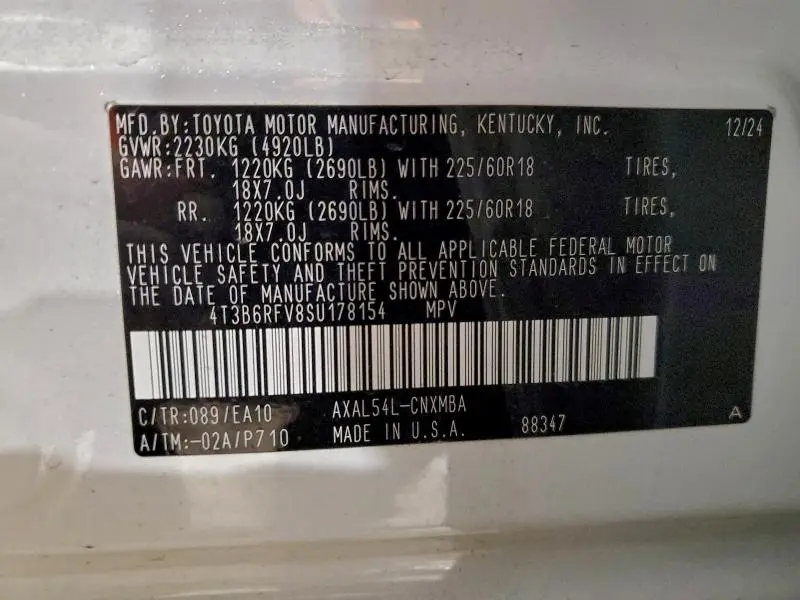 MFD.BY:TOYOTA MOTOR MANUFACTURING, KENTUCKY, INC. 12/24
GVWR:2230KG (4920LB)
GAWR:FRT. 1220KG (2690LB) WITH 225/60R18 TIRES,
18X7.0J RIMS.
RR. 1220KG (2690LB) WITH 225/60R18 TIRES,
18X7.0J RIMS.
THIS VEHICLE CONFORMS TO ALL APPLICABLE FEDERAL MOTOR
VEHICLE SAFETY AND THEFT PREVENTION STANDARDS IN EFFECT ON
THE DATE OF MANUFACTURE SHOWN ABOVE.
4T3B6RFV8SU178154 MPV
C/TR:089/EA10 AXAL54L-CNXMBA
A/TM:-02A/P710 MADE IN U.S.A. 88347 A